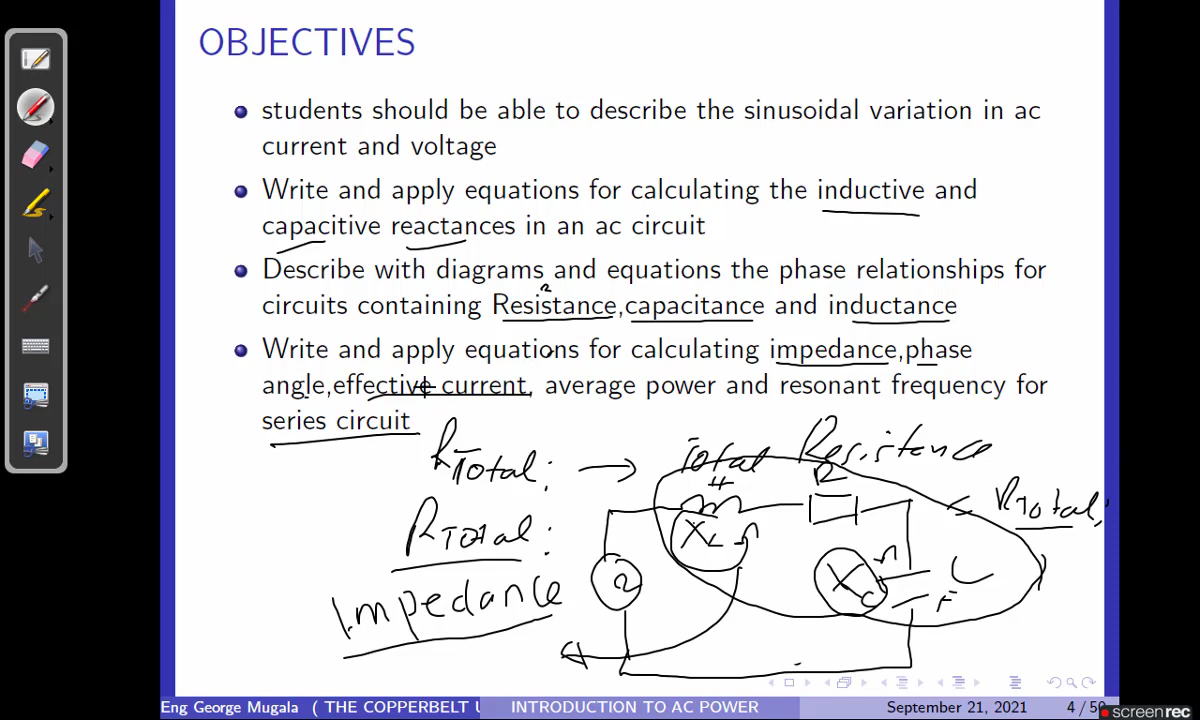 OBJECTIVES
students should be able to describe the sinusoidal variation in ac
current and voltage
Write and apply equations for calculating the inductive and
capacitive reactances in an ac circuit
Describe with diagrams and equations the phase relationships for
circuits containing Resistance,capacitance and inductance
Write and apply equations for calculating impedance,phase
angle,effective current, average power and resonant frequency for
series circuit
RTotal: → Total Resistance
H R
RTotal,
RTotal:
XL
Xc
F
Impedance
Eng George Mugala ( THE COPPERBELT U INTRODUCTION TO AC POWER September 21, 2021 4 / 50
screenrec